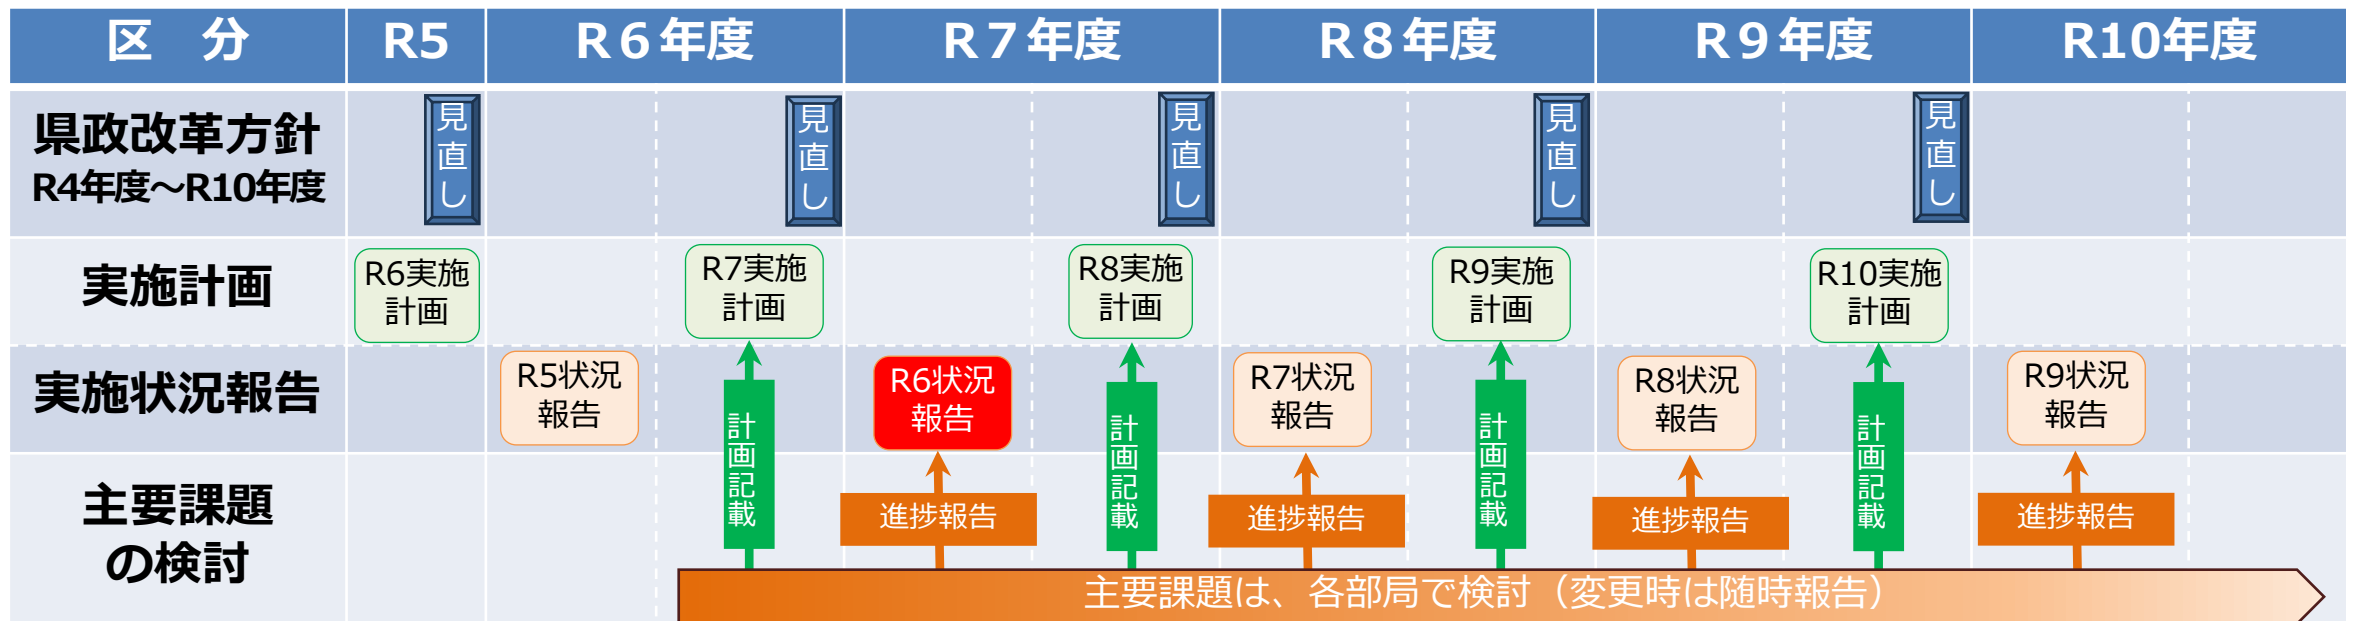 区　分
R5
R６年度
R７年度
R８年度
R９年度
R10年度
県政改革方針
R4年度～R10年度
見直し
見直し
見直し
見直し
見直し
実施計画
R6実施
計画
R7実施
計画
R8実施
計画
R9実施
計画
R10実施
計画
実施状況報告
R5状況
報告
R6状況
報告
R7状況
報告
R8状況
報告
R9状況
報告
計画記載
計画記載
計画記載
計画記載
主要課題
の検討
進捗報告
進捗報告
進捗報告
進捗報告
主要課題は、各部局で検討（変更時は随時報告）